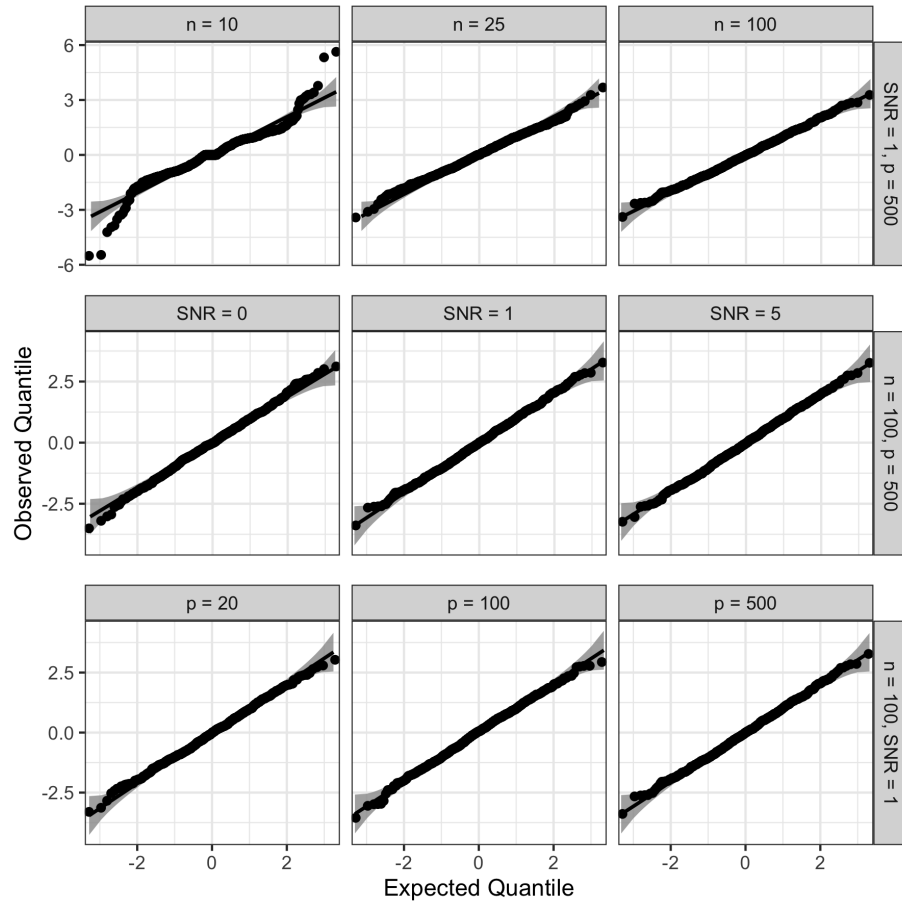 n = 10
n = 25
n = 100
6
3
0
-3
-6
SNR = 1, p = 500
SNR = 0
SNR = 1
SNR = 5
2.5
0.0
-2.5
n = 100, p = 500
Observed Quantile
p = 20
p = 100
p = 500
2.5
0.0
-2.5
n = 100, SNR = 1
-2 0 2
-2 0 2
-2 0 2
Expected Quantile